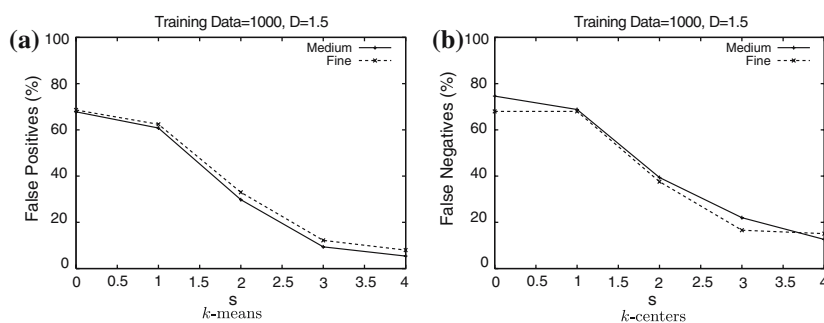 (a)
Training Data=1000, D=1.5
False Positives (%)
100
80
60
40
20
0
Medium
Fine
0 0.5 1 1.5 2 2.5 3 3.5 4
s
k-means
(b)
Training Data=1000, D=1.5
False Negatives (%)
100
80
60
40
20
0
Medium
Fine
0 0.5 1 1.5 2 2.5 3 3.5 4
s
k-centers